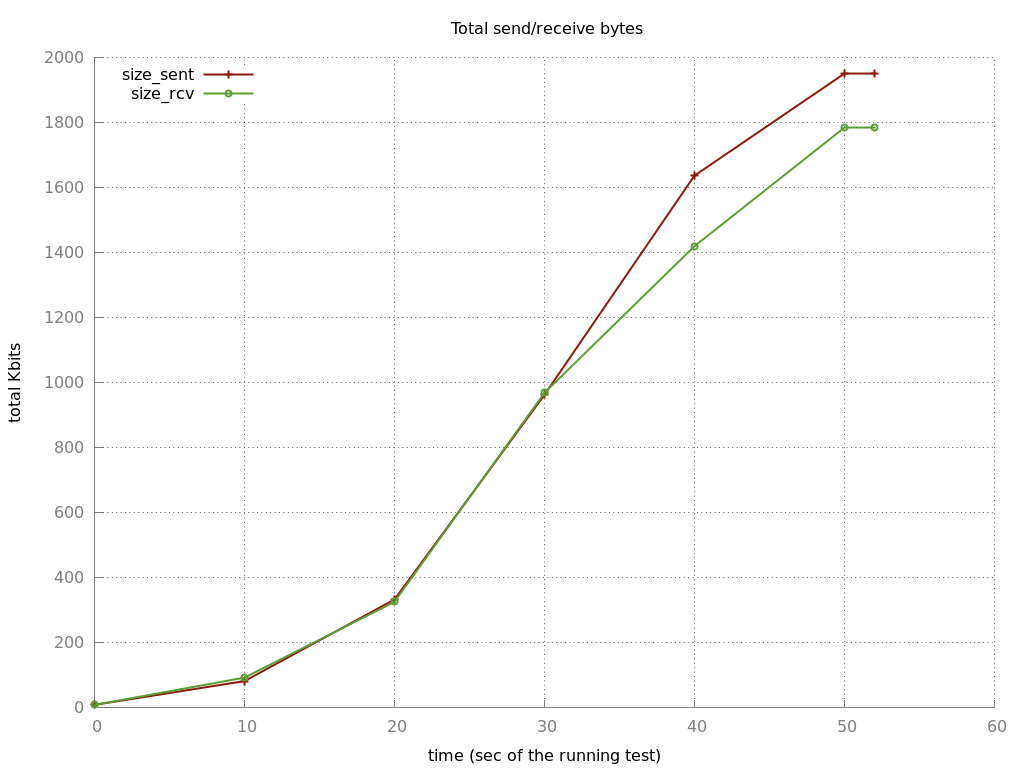 Total send/receive bytes
2000
1800
1600
1400
1200
1000
800
600
400
200
0
size_sent
size_rcv
total Kbits
0 10 20 30 40 50 60
time (sec of the running test)